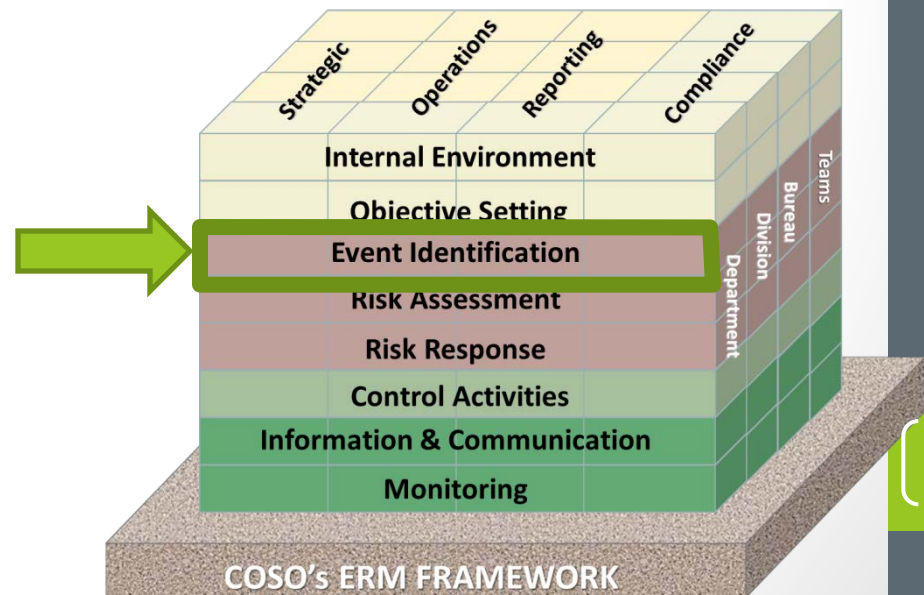 Strategic
Operations
Reporting
Compliance
Internal Environment
Objective Setting
Event Identification
Risk Assessment
Risk Response
Control Activities
Information & Communication
Monitoring
Department
Division
Bureau
Teams
COSO's ERM FRAMEWORK